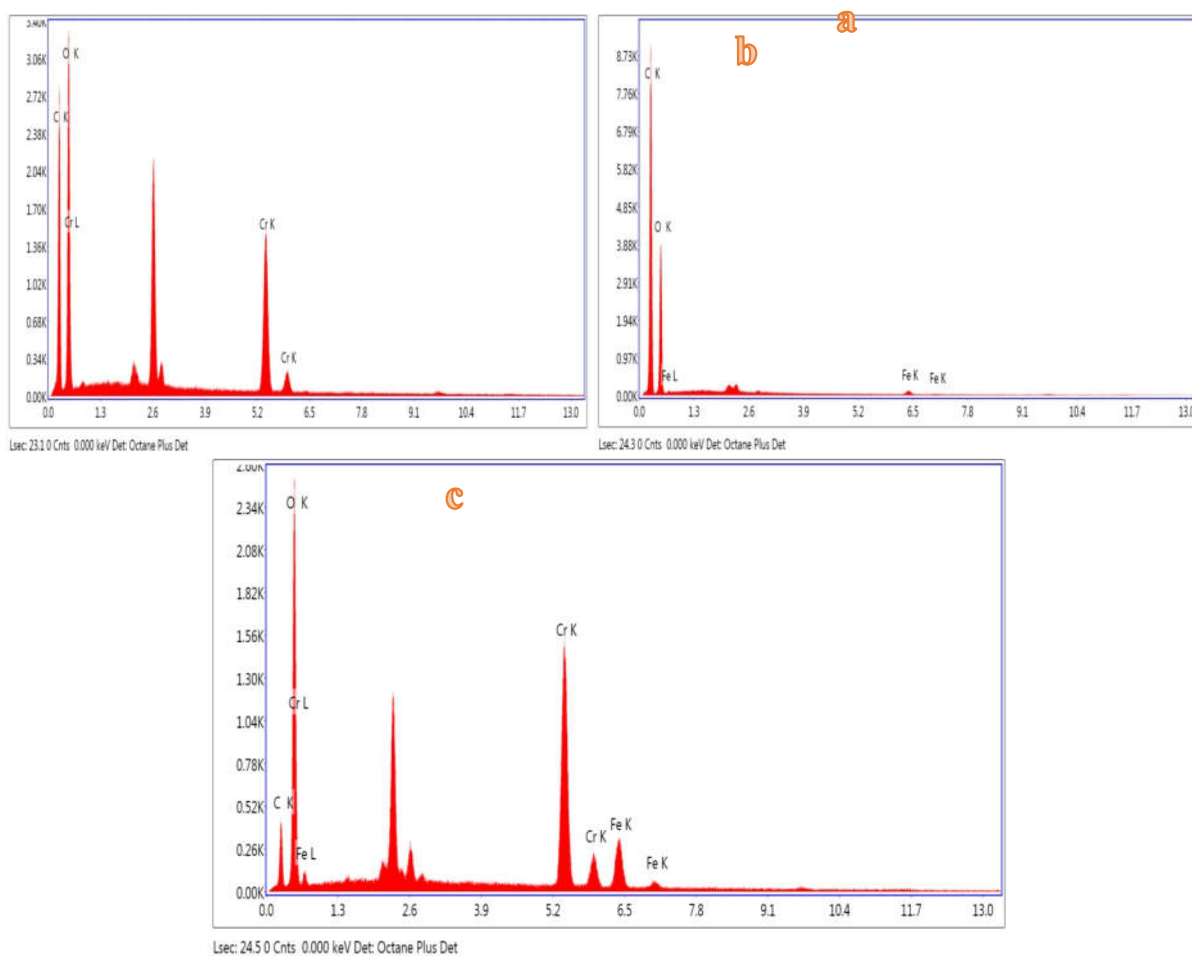 a
b
3.40K
3.06K
2.72K
2.38K
2.04K
1.70K
1.36K
1.02K
0.68K
0.34K
0.00K
O K
C K
Cr L
Cr K
Cr K
0.0 1.3 2.6 3.9 5.2 6.5 7.8 9.1 10.4 11.7 13.0
Lsec: 23.1 0 Cnts 0.000 keV Det: Octane Plus Det
8.73K
7.76K
6.79K
5.82K
4.85K
3.88K
2.91K
1.94K
0.97K
0.00K
C K
O K
Fe L
Fe K
Fe K
0.0 1.3 2.6 3.9 5.2 6.5 7.8 9.1 10.4 11.7 13.0
Lsec: 24.3 0 Cnts 0.000 keV Det: Octane Plus Det
c
2.60K
2.34K
2.08K
1.82K
1.56K
1.30K
1.04K
0.78K
0.52K
0.26K
0.00K
O K
Cr L
C K
Fe L
Cr K
Cr K
Fe K
Fe K
0.0 1.3 2.6 3.9 5.2 6.5 7.8 9.1 10.4 11.7 13.0
Lsec: 24.5 0 Cnts 0.000 keV Det: Octane Plus Det